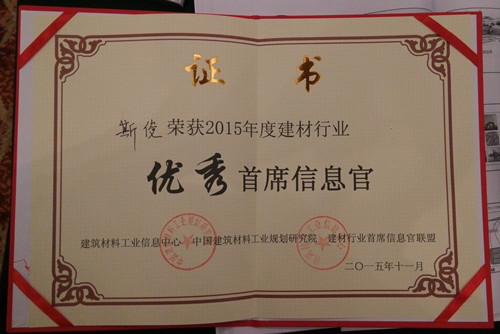 证书
斯俊荣获2015年度建材行业
优秀首席信息官
建筑材料工业信息中心 中国建筑材料工业规划研究院 建材行业首席信息官联盟
二〇一五年十一月